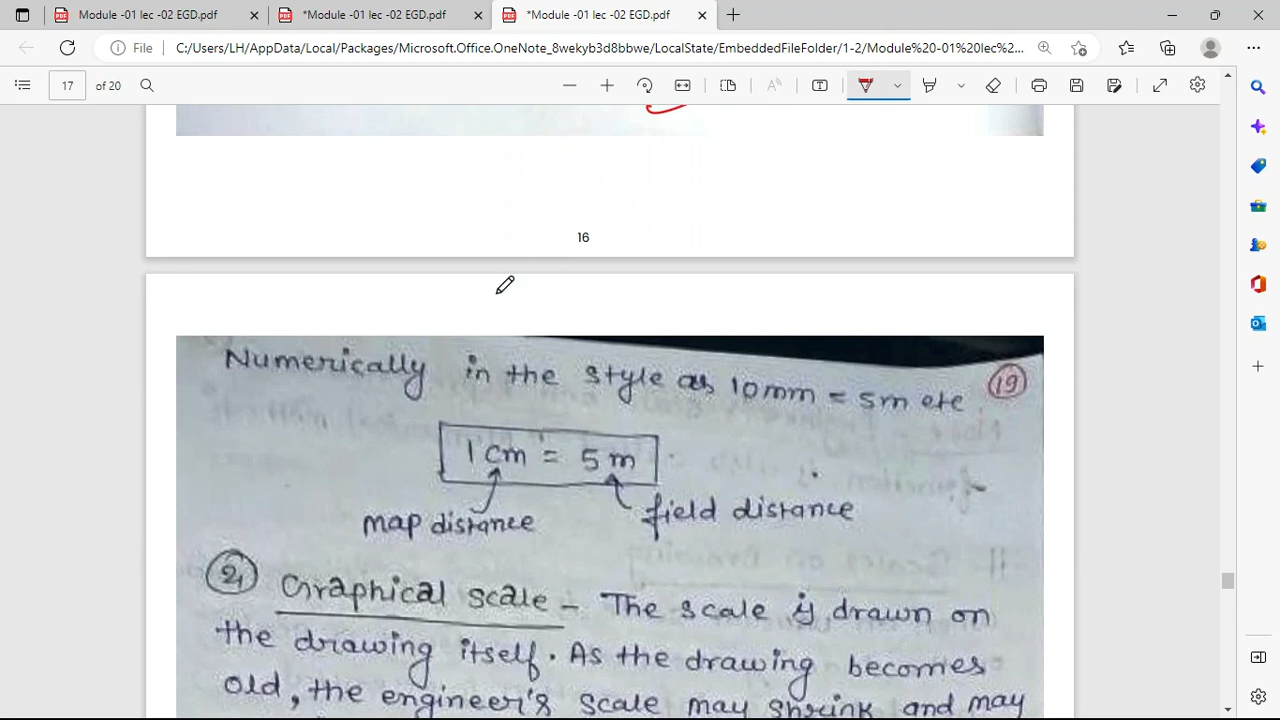 Module -01 lec -02 EGD.pdf
*Module -01 lec -02 EGD.pdf
*Module -01 lec -02 EGD.pdf
File
C:/Users/LH/AppData/Local/Packages/Microsoft.Office.OneNote_8wekyb3d8bbwe/LocalState/EmbeddedFileFolder/1-2/Module%20-01%20lec%2...
17 of 20
16
Numerically in the style as 10mm = 5m etc 19
1 cm = 5 m
map distance field distance
2, Graphical scale - The scale is drawn on
the drawing itself. As the drawing becomes
old, the engineer's scale may shrink and may